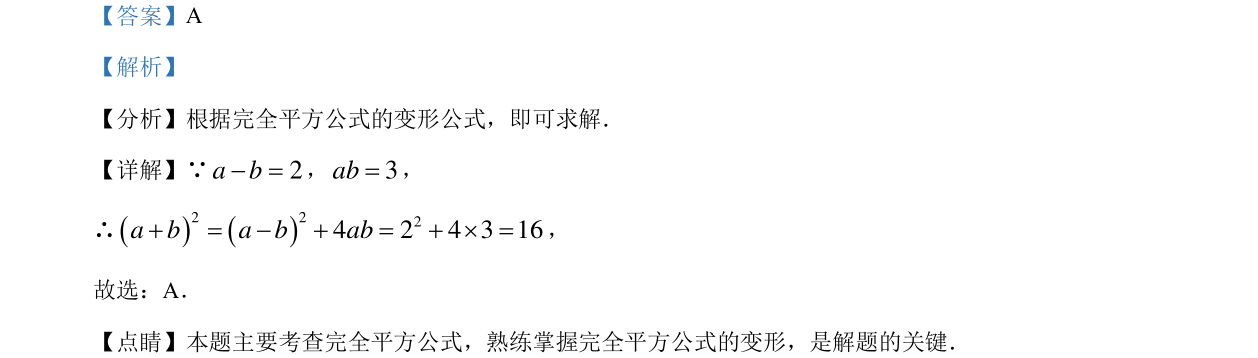 【答案】A
【解析】
【分析】根据完全平方公式的变形公式，即可求解．
【详解】∵a−b=2，ab=3，
∴(a+b)²=(a−b)²+4ab=2²+4×3=16，
故选：A．
【点睛】本题主要考查完全平方公式，熟练掌握完全平方公式的变形，是解题的关键．